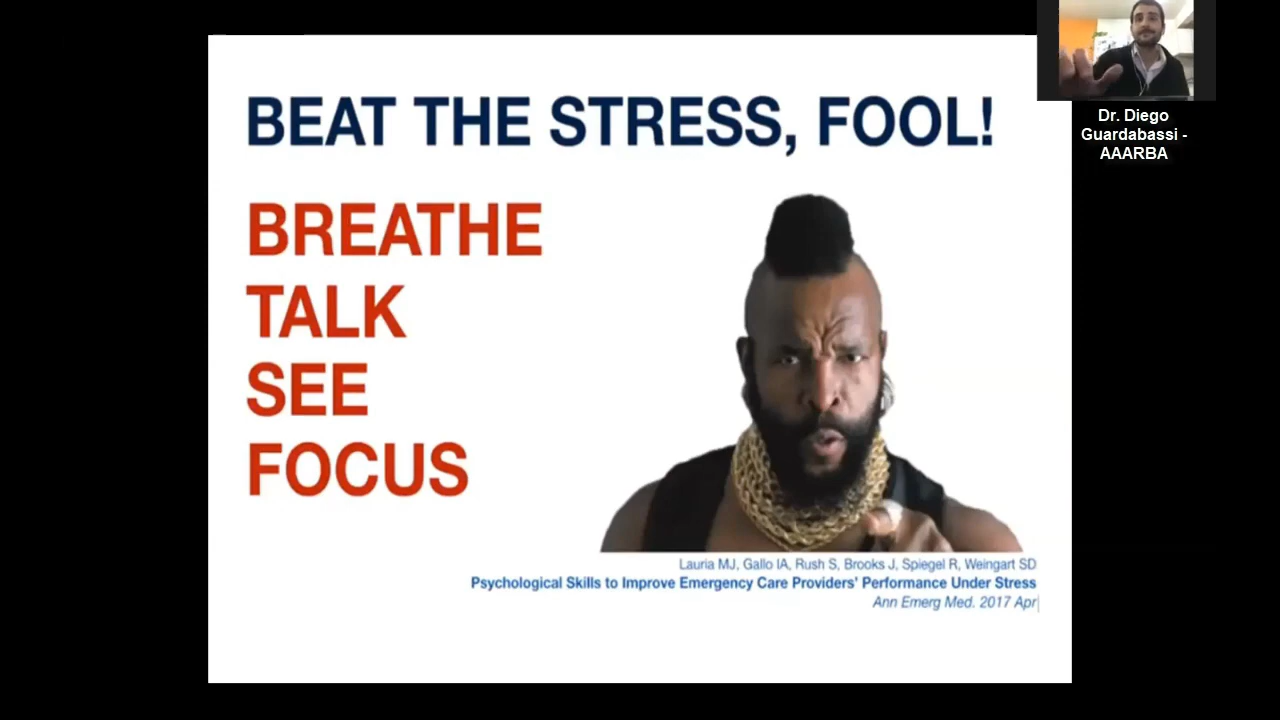 BEAT THE STRESS, FOOL!
BREATHE
TALK
SEE
FOCUS
Lauria MJ, Gallo IA, Rush S, Brooks J, Spiegel R, Weingart SD
Psychological Skills to Improve Emergency Care Providers' Performance Under Stress
Ann Emerg Med. 2017 Apr
Dr. Diego
Guardabassi -
AAARBA